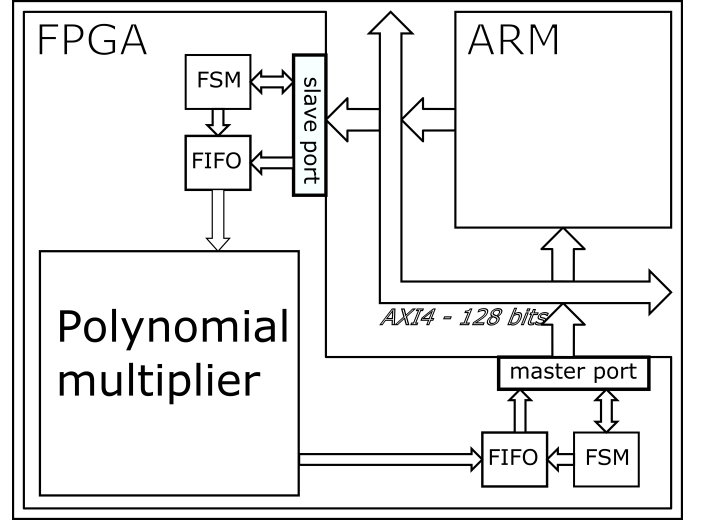 FPGA
ARM
FSM
slave port
FIFO
Polynomial
multiplier
AXI4 - 128 bits
master port
FIFO
FSM